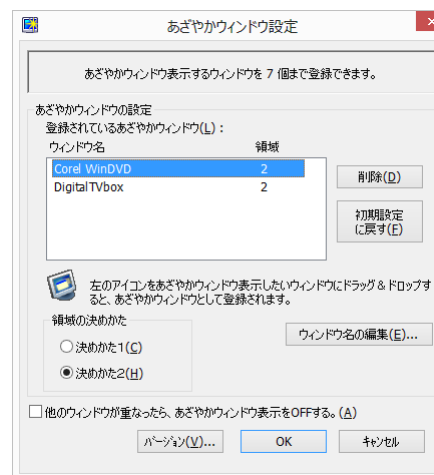 あざやかウィンドウ設定
あざやかウィンドウ表示するウィンドウを 7 個まで登録できます。
あざやかウィンドウの設定
登録されているあざやかウィンドウ(L) :
ウィンドウ名 領域
Corel WinDVD 2
DigitalTVbox 2
削除(D)
初期設定
に戻す(F)
左のアイコンをあざやかウィンドウ表示したいウィンドウにドラッグ & ドロップす
ると、あざやかウィンドウとして登録されます。
領域の決めかた
決めかた1(C)
決めかた2(H)
ウィンドウ名の編集(E)...
他のウィンドウが重なったら、あざやかウィンドウ表示をOFFする。(A)
バージョン(V)...
OK
キャンセル